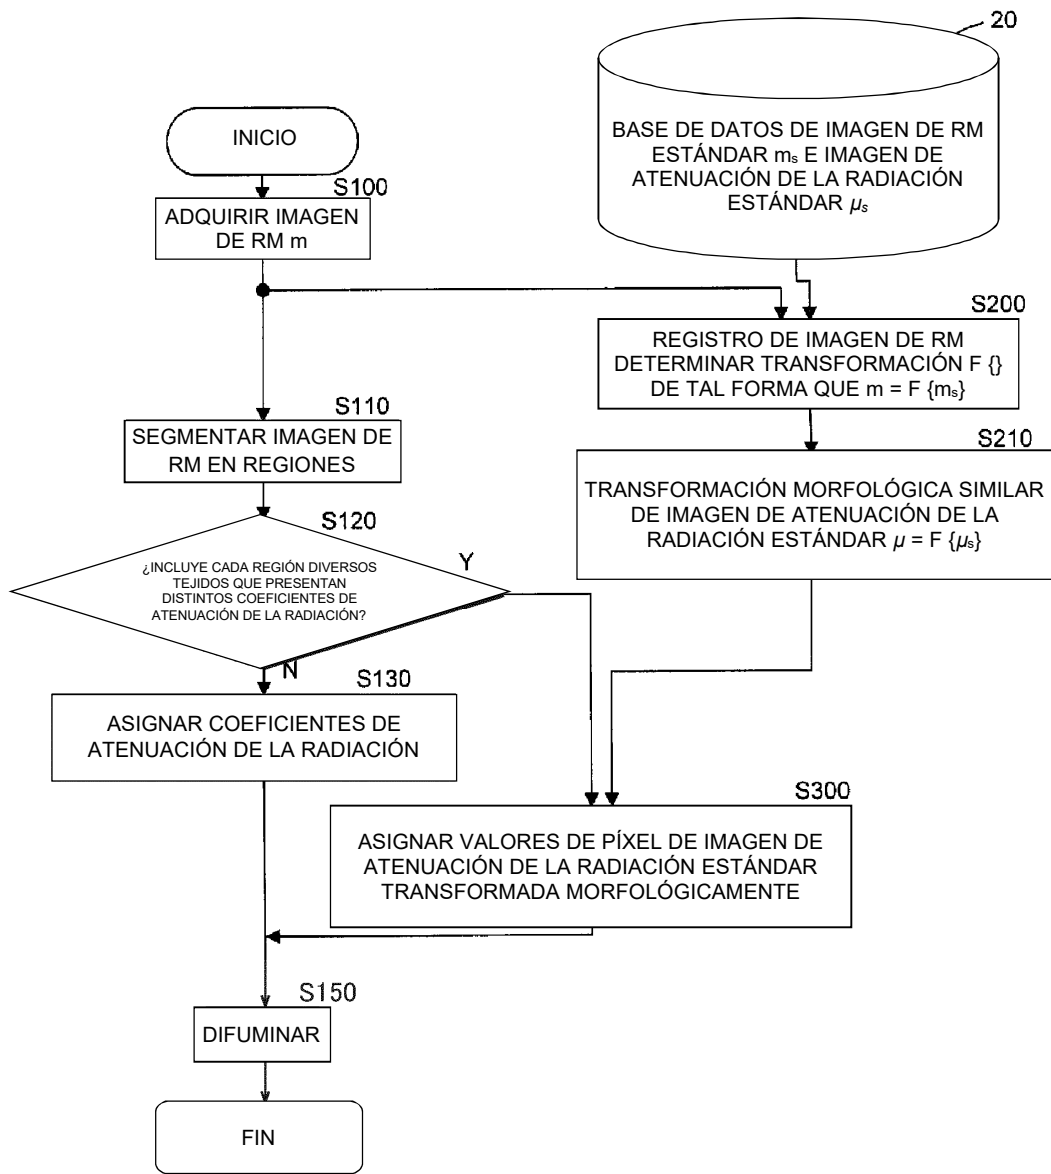 20
BASE DE DATOS DE IMAGEN DE RM
ESTÁNDAR mₛ E IMAGEN DE
ATENUACIÓN DE LA RADIACIÓN
ESTÁNDAR μₛ
INICIO
S100
ADQUIRIR IMAGEN
DE RM m
S200
REGISTRO DE IMAGEN DE RM
DETERMINAR TRANSFORMACIÓN F {}
DE TAL FORMA QUE m = F {mₛ}
S110
SEGMENTAR IMAGEN DE
RM EN REGIONES
S210
TRANSFORMACIÓN MORFOLÓGICA SIMILAR
DE IMAGEN DE ATENUACIÓN DE LA
RADIACIÓN ESTÁNDAR μ = F {μₛ}
S120
¿INCLUYE CADA REGIÓN DIVERSOS
TEJIDOS QUE PRESENTAN
DISTINTOS COEFICIENTES DE
ATENUACIÓN DE LA RADIACIÓN?
Y
N
S130
ASIGNAR COEFICIENTES DE
ATENUACIÓN DE LA RADIACIÓN
S300
ASIGNAR VALORES DE PÍXEL DE IMAGEN DE
ATENUACIÓN DE LA RADIACIÓN ESTÁNDAR
TRANSFORMADA MORFOLÓGICAMENTE
S150
DIFUMINAR
FIN